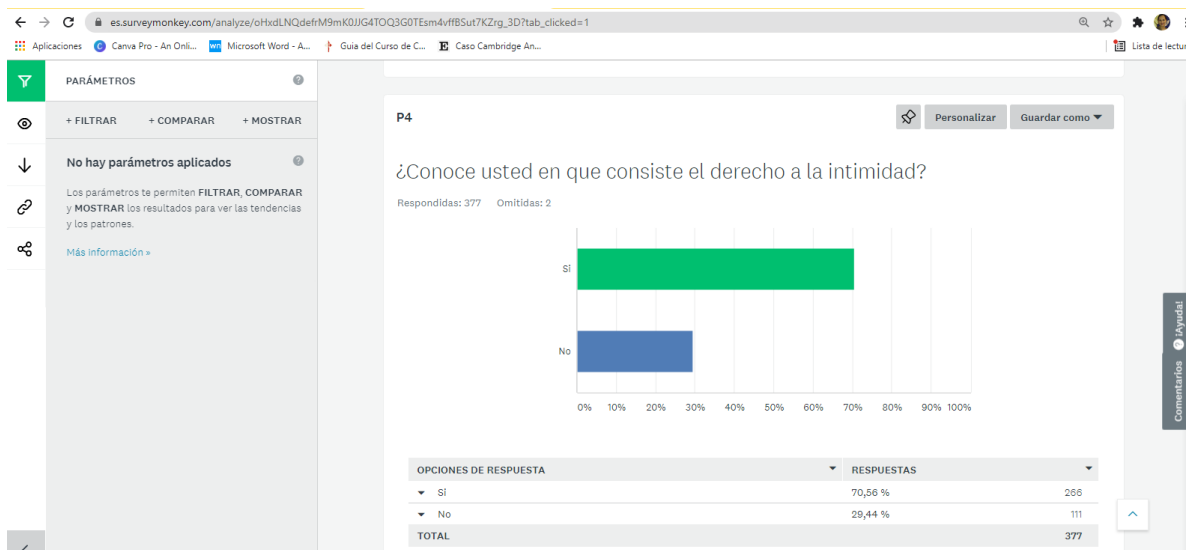 es.surveymonkey.com/analyze/oHxdLNQdefrM9mK0JJG4TOQ3G0TEsm4vffBSut7KZrg_3D?tab_clicked=1
Aplicaciones Canva Pro - An Onli... wn Microsoft Word - A... Guia del Curso de C... E Caso Cambridge An... Lista de lectur
PARÁMETROS
+ FILTRAR + COMPARAR + MOSTRAR
No hay parámetros aplicados
Los parámetros te permiten FILTRAR, COMPARAR
y MOSTRAR los resultados para ver las tendencias
y los patrones.
Más información »
P4 Personalizar Guardar como
¿Conoce usted en que consiste el derecho a la intimidad?
Respondidas: 377 Omitidas: 2
Sí
No
0% 10% 20% 30% 40% 50% 60% 70% 80% 90% 100%
OPCIONES DE RESPUESTA RESPUESTAS
Sí 70,56 % 266
No 29,44 % 111
TOTAL 377
¡Ayuda!
Comentarios